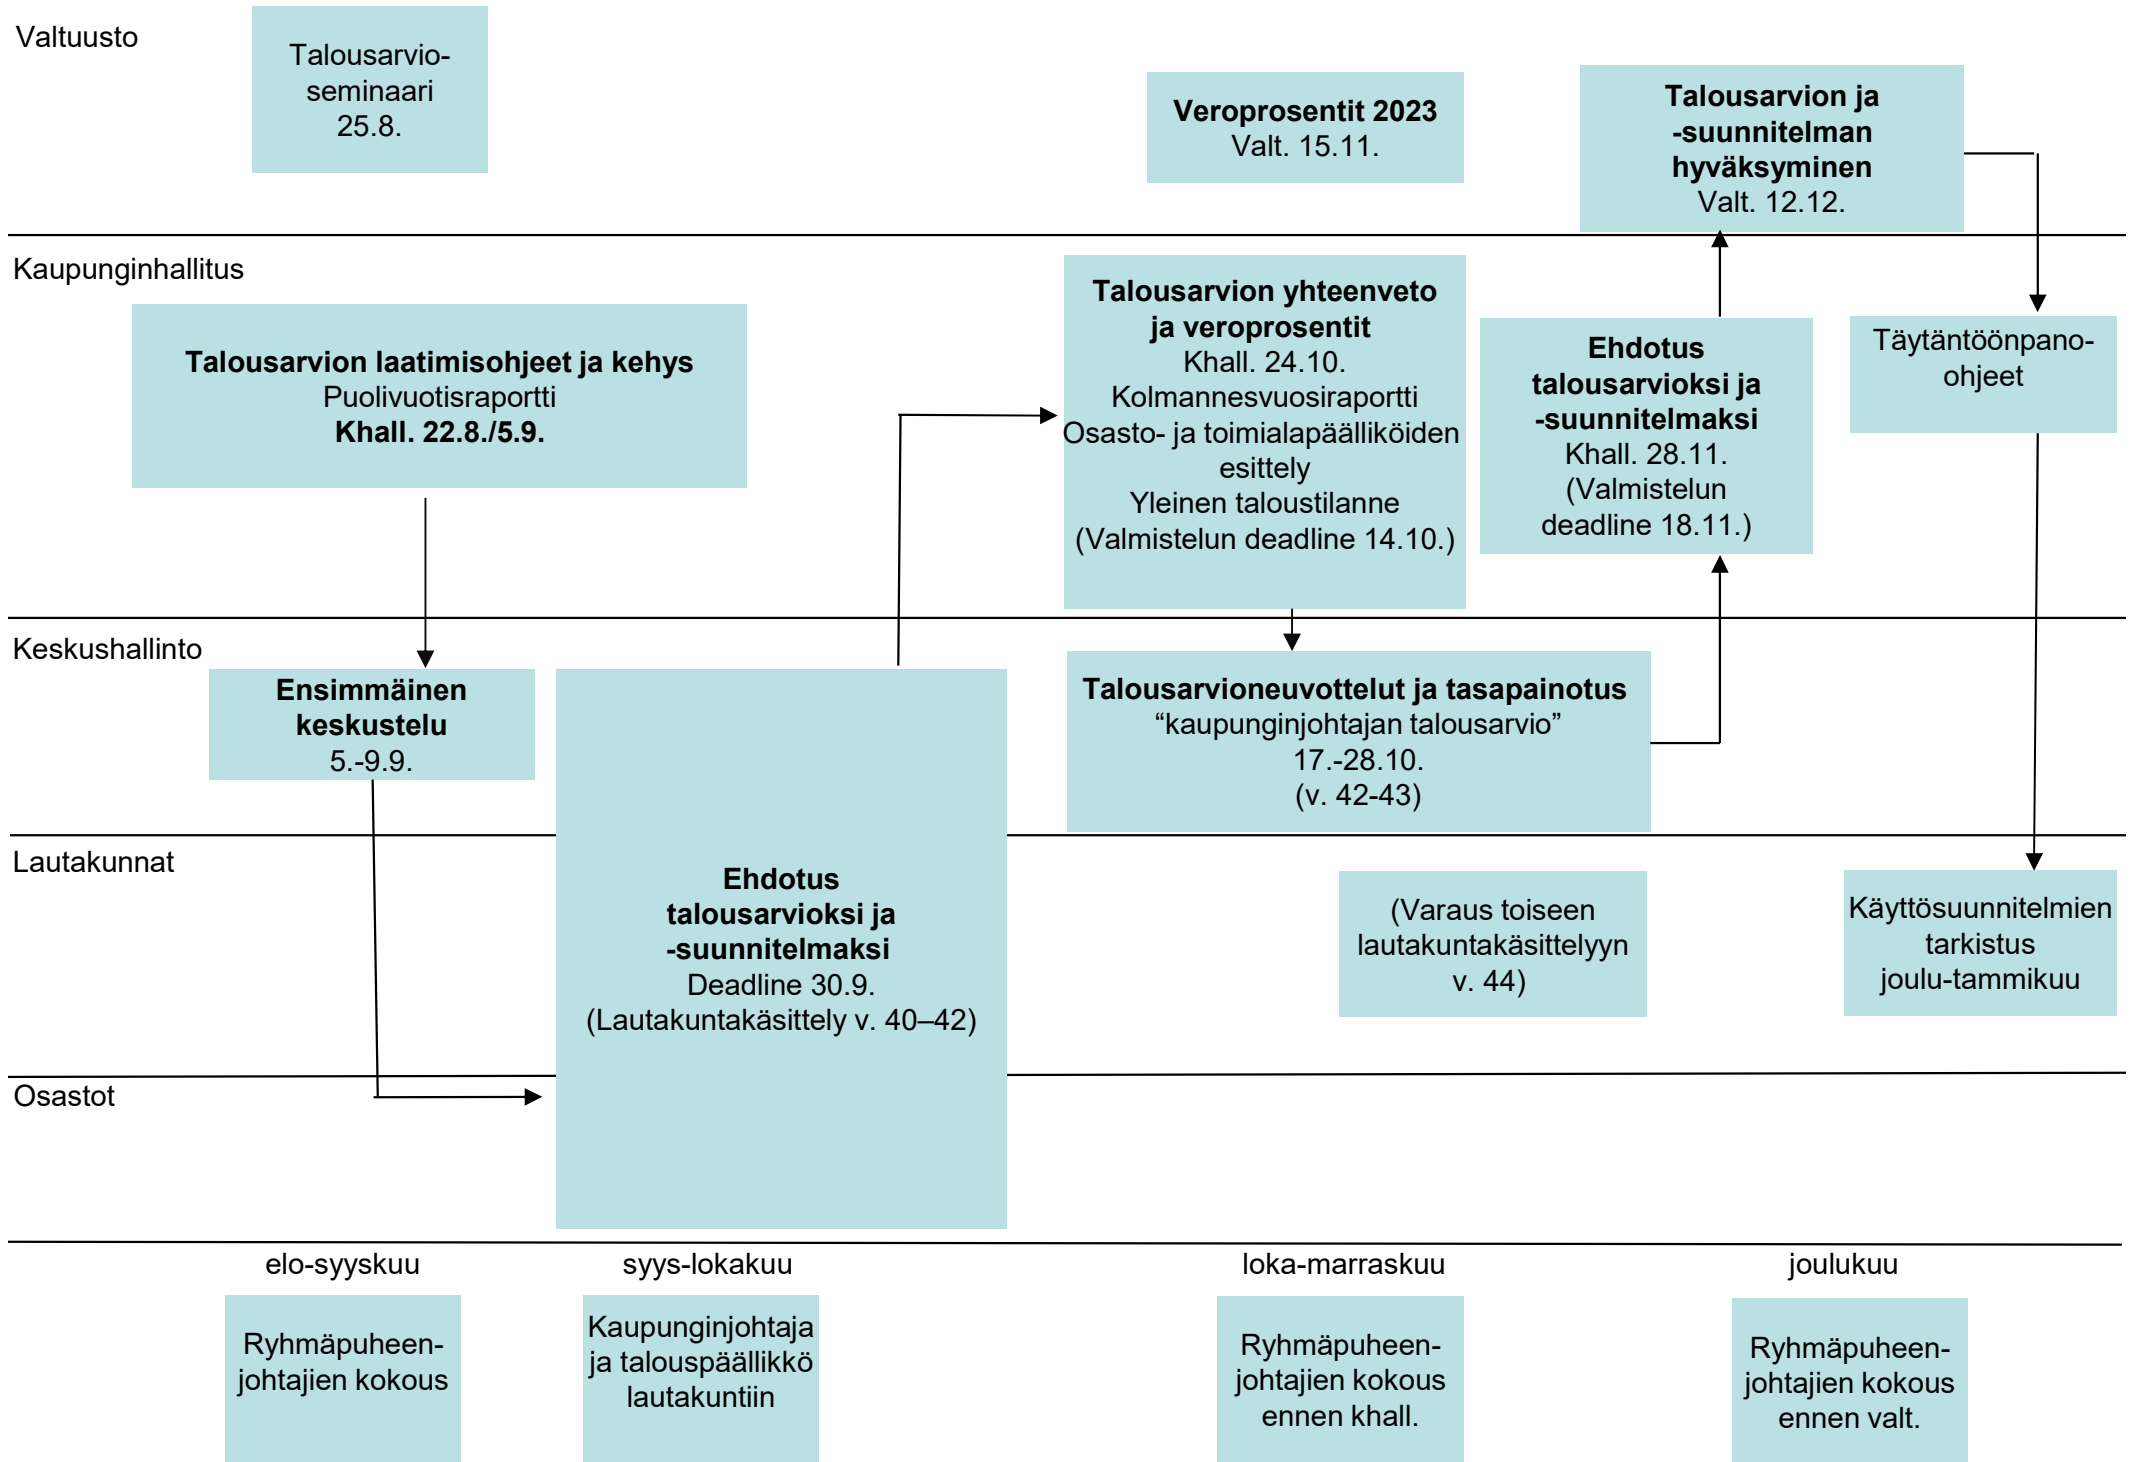 Valtuusto
Talousarvio-
seminaari
25.8.
Veroprosentit 2023
Valt. 15.11.
Talousarvion ja
-suunnitelman
hyväksyminen
Valt. 12.12.
Kaupunginhallitus
Talousarvion laatimisohjeet ja kehys
Puolivuotisraportti
Khall. 22.8./5.9.
Talousarvion yhteenveto
ja veroprosentit
Khall. 24.10.
Kolmannesvuosiraportti
Osasto- ja toimialapäälliköiden
esittely
Yleinen taloustilanne
(Valmistelun deadline 14.10.)
Ehdotus
talousarvioksi ja
-suunnitelmaksi
Khall. 28.11.
(Valmistelun
deadline 18.11.)
Täytäntöönpano-
ohjeet
Keskushallinto
Ensimmäinen
keskustelu
5.-9.9.
Talousarvioneuvottelut ja tasapainotus
“kaupunginjohtajan talousarvio”
17.-28.10.
(v. 42-43)
Lautakunnat
Ehdotus
talousarvioksi ja
-suunnitelmaksi
Deadline 30.9.
(Lautakuntakäsittely v. 40–42)
(Varaus toiseen
lautakuntakäsittelyyn
v. 44)
Käyttösuunnitelmien
tarkistus
joulu-tammikuu
Osastot
elo-syyskuu
syys-lokakuu
loka-marraskuu
joulukuu
Ryhmäpuheen-
johtajien kokous
Kaupunginjohtaja
ja talouspäällikkö
lautakuntiin
Ryhmäpuheen-
johtajien kokous
ennen khall.
Ryhmäpuheen-
johtajien kokous
ennen valt.